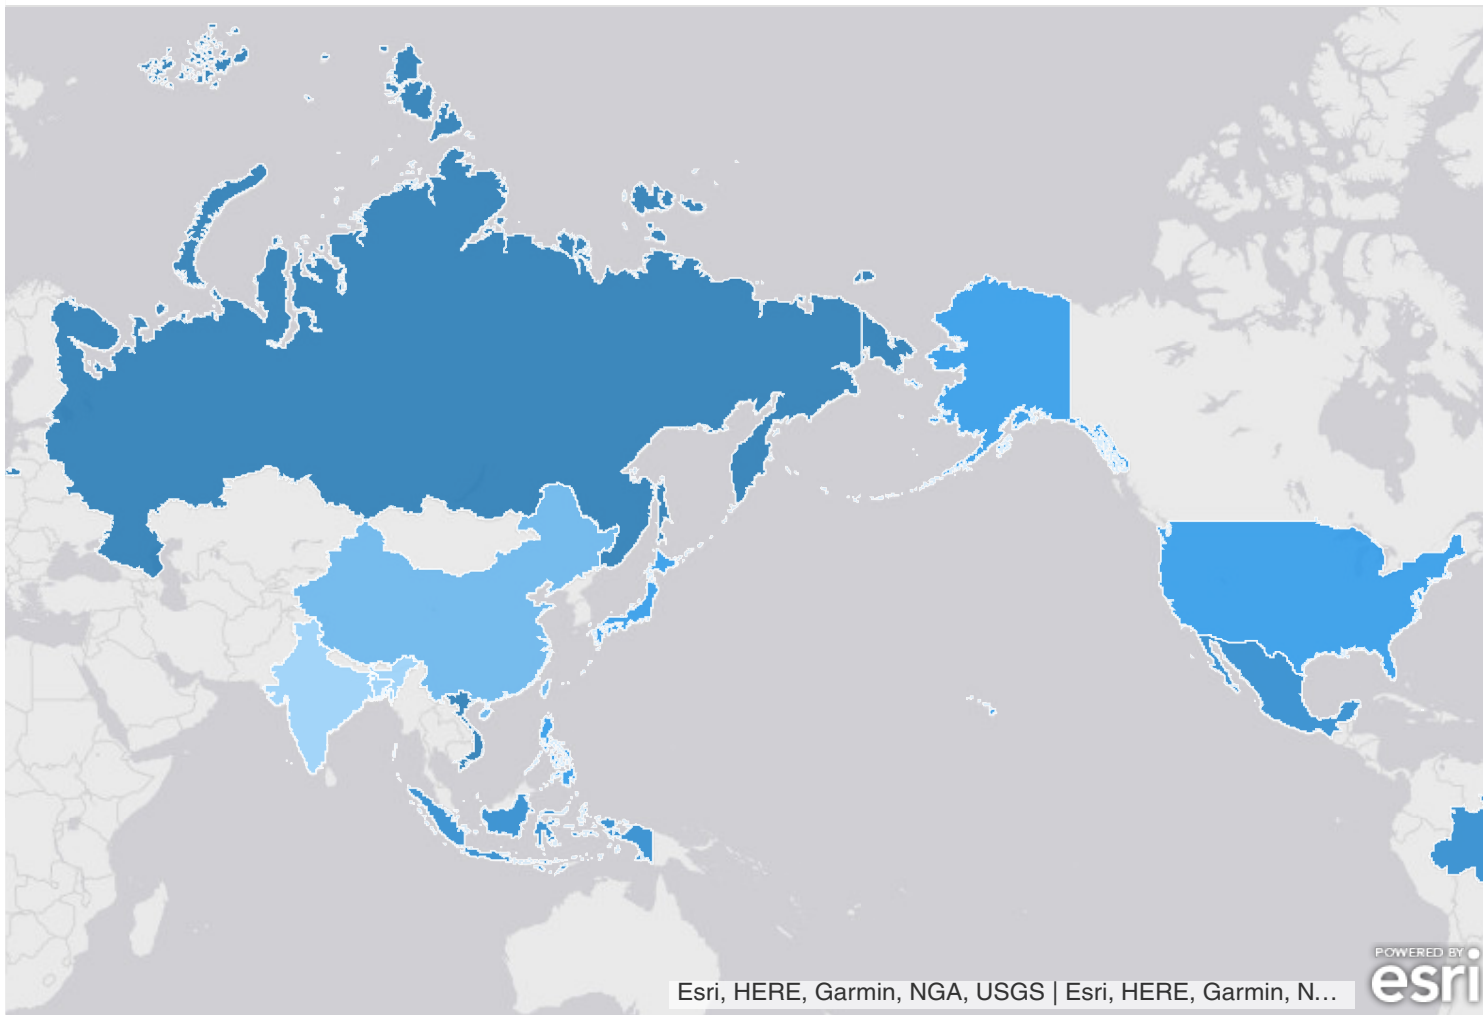 POWERED BY
esri
Esri, HERE, Garmin, NGA, USGS | Esri, HERE, Garmin, N...